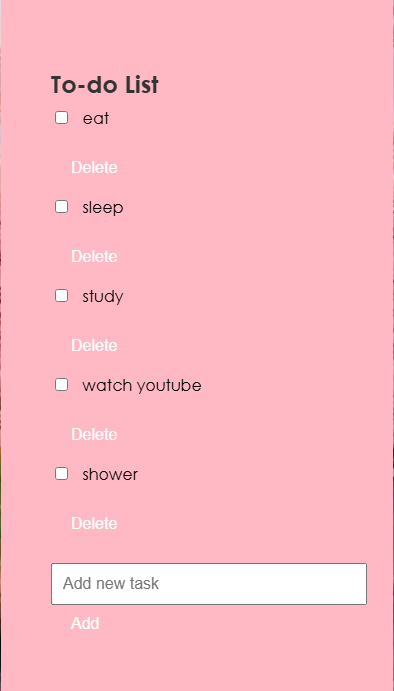 To-do List
eat
Delete
sleep
Delete
study
Delete
watch youtube
Delete
shower
Delete
Add new task
Add